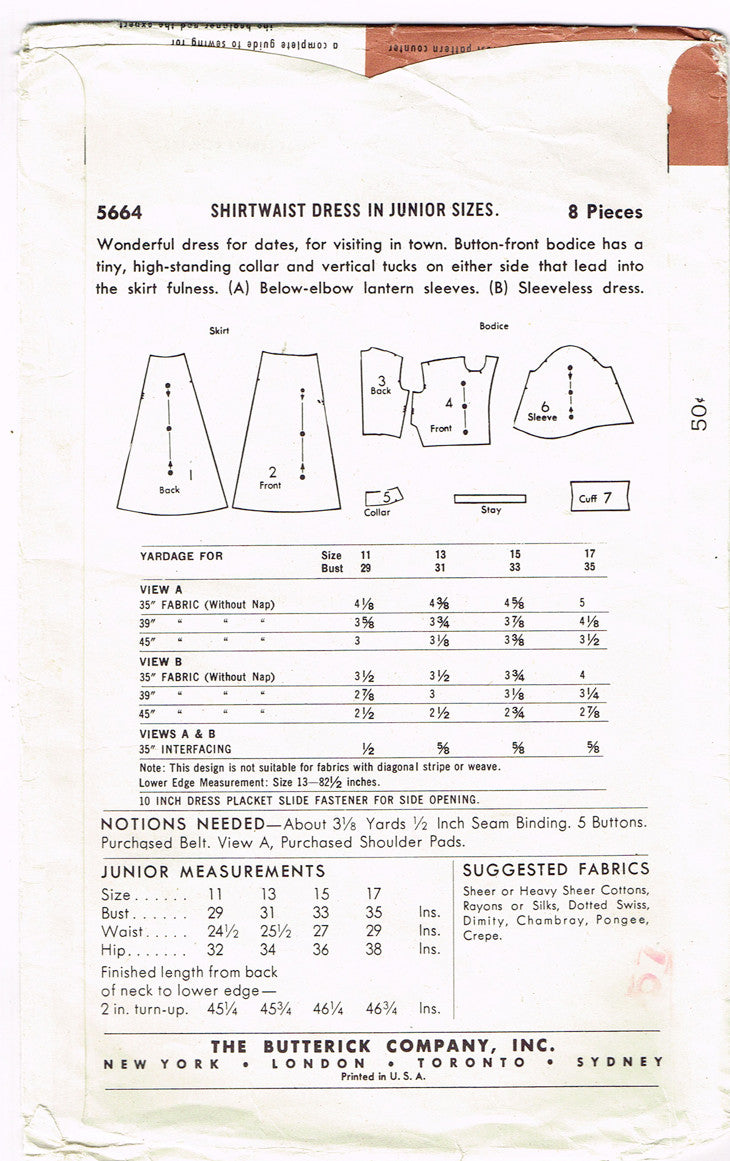 a complete guide to sewing for
pattern counter
5664 SHIRTWAIST DRESS IN JUNIOR SIZES. 8 Pieces
Wonderful dress for dates, for visiting in town. Button-front bodice has a
tiny, high-standing collar and vertical tucks on either side that lead into
the skirt fulness. (A) Below-elbow lantern sleeves. (B) Sleeveless dress.
Skirt
Bodice
1
Back
2
Front
3
Back
4
Front
6
Sleeve
5
Collar
Stay
Cuff 7
50¢
YARDAGE FOR Size 11 13 15 17
Bust 29 31 33 35
VIEW A
35" FABRIC (Without Nap) 4⅛ 4⅜ 4⅝ 5
39" " " " 3⅝ 3¾ 3⅞ 4⅛
45" " " " 3 3⅛ 3⅜ 3½
VIEW B
35" FABRIC (Without Nap) 3½ 3½ 3¾ 4
39" " " " 2⅞ 3 3⅛ 3¼
45" " " " 2½ 2½ 2¾ 2⅞
VIEWS A & B
35" INTERFACING ½ ⅝ ⅝ ⅝
Note: This design is not suitable for fabrics with diagonal stripe or weave.
Lower Edge Measurement: Size 13—82½ inches.
10 INCH DRESS PLACKET SLIDE FASTENER FOR SIDE OPENING.
NOTIONS NEEDED—About 3⅛ Yards ½ Inch Seam Binding. 5 Buttons.
Purchased Belt. View A, Purchased Shoulder Pads.
JUNIOR MEASUREMENTS
Size...... 11 13 15 17
Bust...... 29 31 33 35 Ins.
Waist..... 24½ 25½ 27 29 Ins.
Hip....... 32 34 36 38 Ins.
Finished length from back
of neck to lower edge—
2 in. turn-up. 45¼ 45¾ 46¼ 46¾ Ins.
SUGGESTED FABRICS
Sheer or Heavy Sheer Cottons,
Rayons or Silks, Dotted Swiss,
Dimity, Chambray, Pongee,
Crepe.
THE BUTTERICK COMPANY, INC.
NEW YORK • LONDON • TORONTO • SYDNEY
Printed in U. S. A.